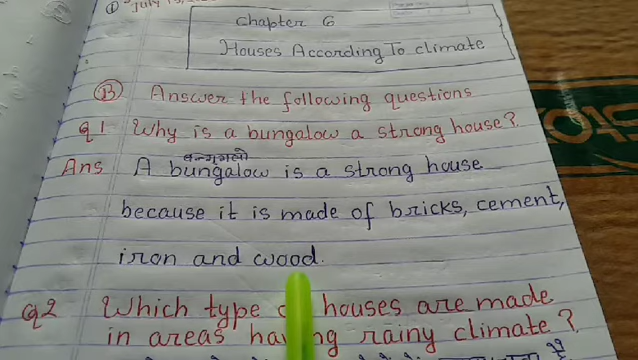 Chapter 6
Houses According To climate
(B) Answer the following questions
Q1 Why is a bungalow a strong house?
Ans A bungalow is a strong house
because it is made of bricks, cement,
iron and wood.
Q2 Which type houses are made
in areas rainy climate?